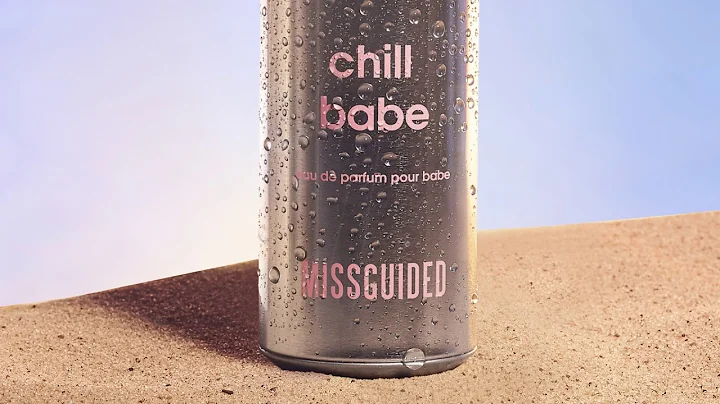 chill
babe
eau de parfum pour babe
MISSGUIDED